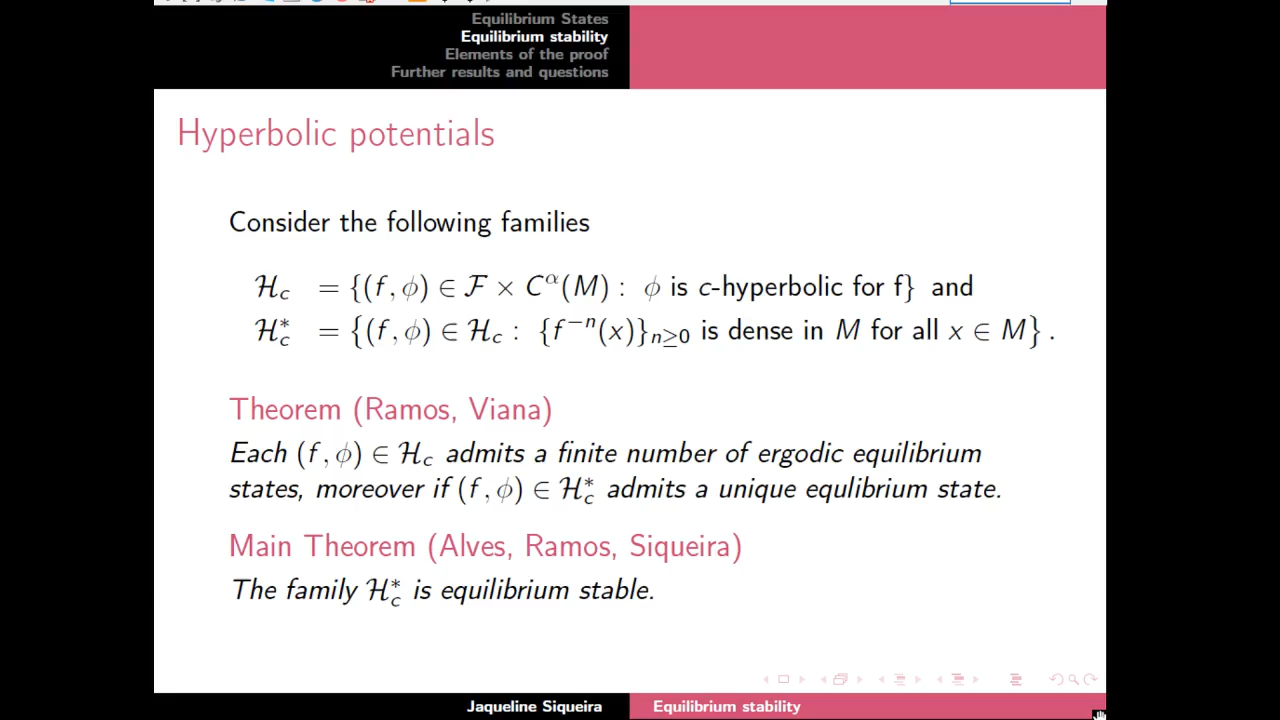 Equilibrium States
Equilibrium stability
Elements of the proof
Further results and questions
Hyperbolic potentials
Consider the following families
ℋ_c = {(f, ϕ) ∈ ℱ × C^α(M) : ϕ is c-hyperbolic for f} and
ℋ_c^* = {(f, ϕ) ∈ ℋ_c : {f^{−n}(x)}_{n≥0} is dense in M for all x ∈ M} .
Theorem (Ramos, Viana)
Each (f, ϕ) ∈ ℋ_c admits a finite number of ergodic equilibrium
states, moreover if (f, ϕ) ∈ ℋ_c^* admits a unique equlibrium state.
Main Theorem (Alves, Ramos, Siqueira)
The family ℋ_c^* is equilibrium stable.
Jaqueline Siqueira Equilibrium stability